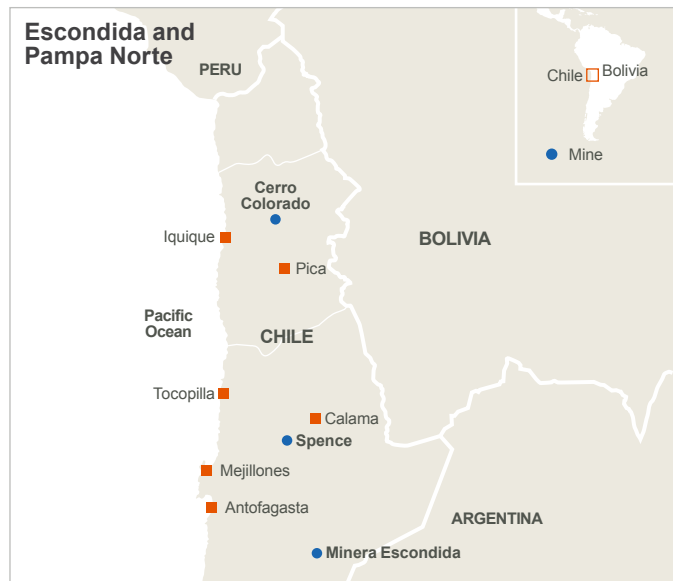 Escondida and
Pampa Norte
PERU
Chile
Bolivia
Mine
Cerro
Colorado
Iquique
BOLIVIA
Pica
Pacific
Ocean
CHILE
Tocopilla
Calama
Spence
Mejillones
Antofagasta
ARGENTINA
Minera Escondida